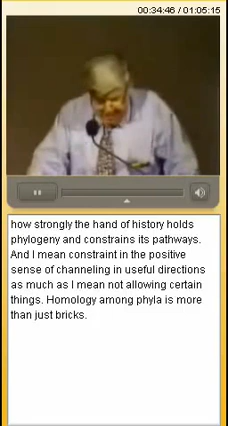 00:34:46 / 01:05:15
how strongly the hand of history holds
phylogeny and constrains its pathways.
And I mean constraint in the positive
sense of channeling in useful directions
as much as I mean not allowing certain
things. Homology among phyla is more
than just bricks.